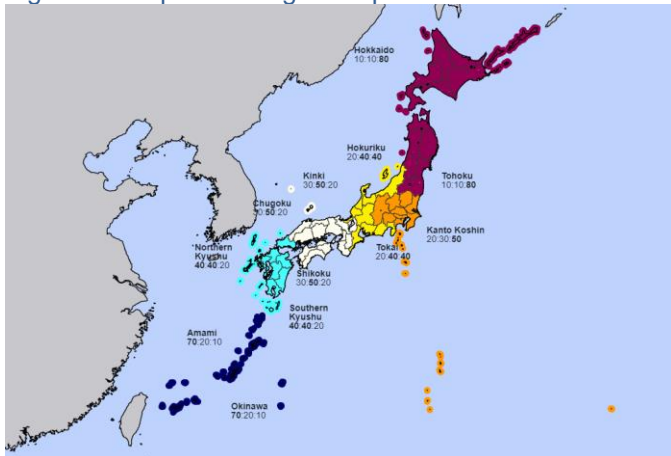 Hokkaido
10:10:80
Hokuriku
20:40:40
Kinki
30:50:20
Tohoku
10:10:80
Chugoku
30:50:20
Kanto Koshin
20:30:50
Northern
Kyushu
40:40:20
Tokai
20:40:40
Shikoku
30:50:20
Southern
Kyushu
40:40:20
Amami
70:20:10
Okinawa
70:20:10